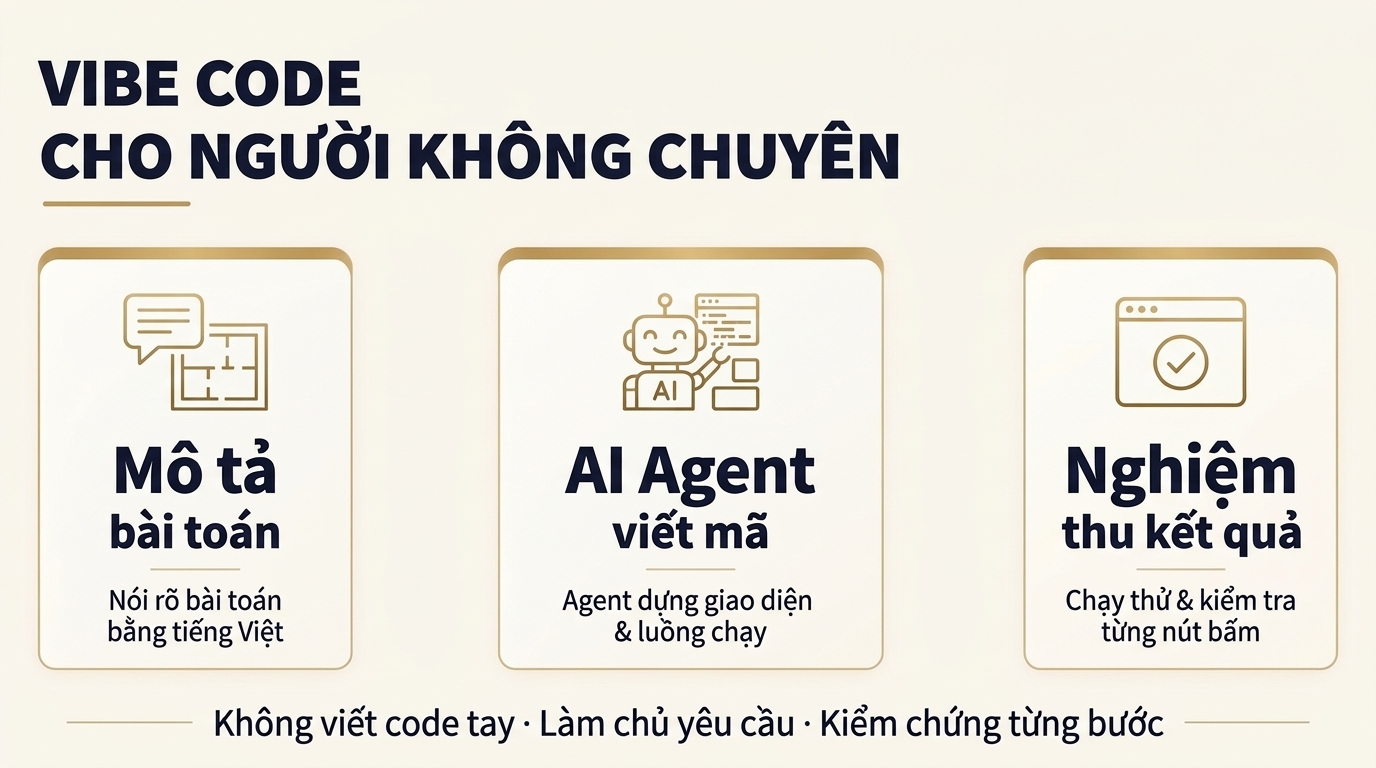 VIBE CODE
CHO NGƯỜI KHÔNG CHUYÊN
AI
Mô tả
bài toán
Nói rõ bài toán
bằng tiếng Việt
AI Agent
viết mã
Agent dựng giao diện
& luồng chạy
Nghiệm
thu kết quả
Chạy thử & kiểm tra
từng nút bấm
Không viết code tay · Làm chủ yêu cầu · Kiểm chứng từng bước